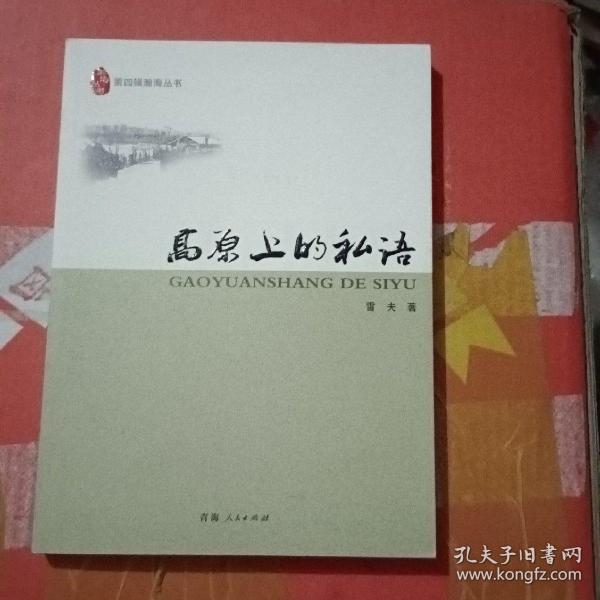 第四辑瀚海丛书
高原上的私语
GAOYUANSHANG DE SIYU
雪 夫 著
青海人民出版社
孔夫子旧书网
www.kongfz.com